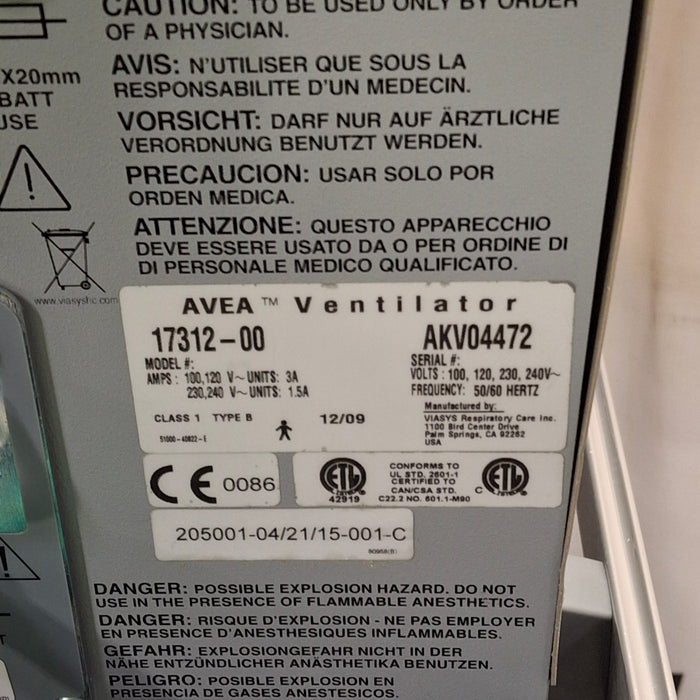 CAUTION: TO BE USED ONLY BY ORDER
OF A PHYSICIAN.
X20mm
BATT
USE
AVIS: N'UTILISER QUE SOUS LA
RESPONSABILITE D'UN MEDECIN.
VORSICHT: DARF NUR AUF ÄRZTLICHE
VERORDNUNG BENUTZT WERDEN.
PRECAUCION: USAR SOLO POR
ORDEN MEDICA.
ATTENZIONE: QUESTO APPARECCHIO
DEVE ESSERE USATO DA O PER ORDINE DI
DI PERSONALE MEDICO QUALIFICATO.
www.viasyshc.com
AVEA™ Ventilator
17312-00
MODEL #:
AMPS : 100,120 V~UNITS: 3A
230,240 V~UNITS: 1.5A
AKV04472
SERIAL #:
VOLTS: 100, 120, 230, 240V~
FREQUENCY: 50/60 HERTZ
CLASS 1 TYPE B
12/09
51000-40822-E
Manufactured by:
VIASYS Respiratory Care Inc.
1100 Bird Center Drive
Palm Springs, CA 92262
USA
CE 0086
ETL
42919
CONFORMS TO
UL STD. 2601-1
CERTIFIED TO
CAN/CSA STD.
C22.2 NO. 601.1-M90
C ETL
205001-04/21/15-001-C
DANGER: POSSIBLE EXPLOSION HAZARD. DO NOT
USE IN THE PRESENCE OF FLAMMABLE ANESTHETICS.
DANGER: RISQUE D'EXPLOSION - NE PAS EMPLOYER
EN PRESENCE D'ANESTHESIQUES INFLAMMABLES.
GEFAHR: EXPLOSIONGEFAHR NICHT IN DER
NÄHE ENTZÜNDLICHER ANÄSTHETIKA BENUTZEN.
PELIGRO: POSIBLE EXPLOSION EN
PRESENCIA DE GASES ANESTESICOS.